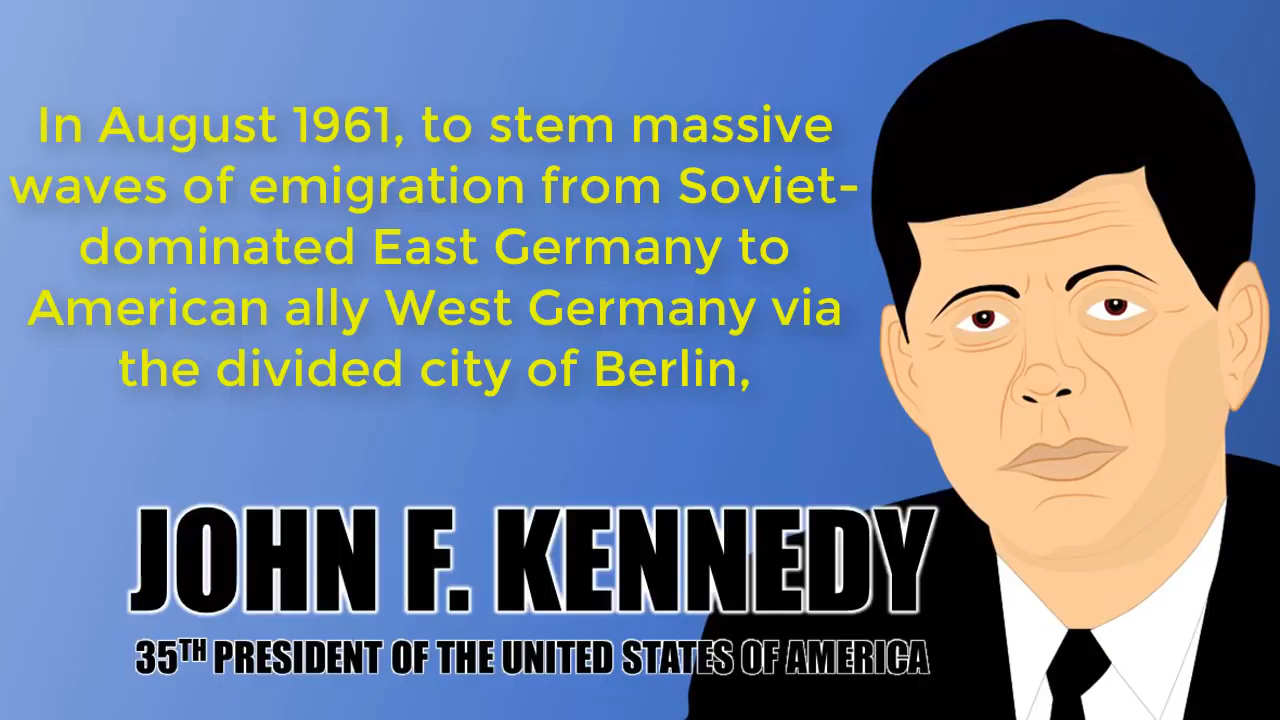 In August 1961, to stem massive
waves of emigration from Soviet-
dominated East Germany to
American ally West Germany via
the divided city of Berlin,
JOHN F. KENNEDY
35TH PRESIDENT OF THE UNITED STATES OF AMERICA